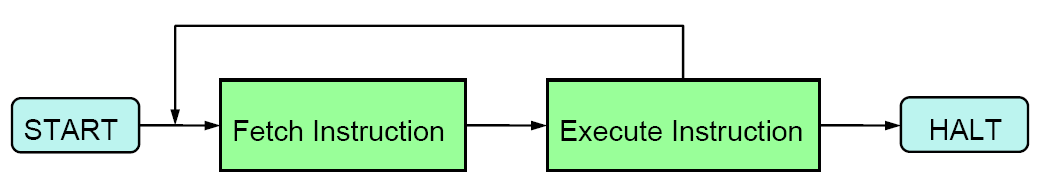 START
Fetch Instruction
Execute Instruction
HALT